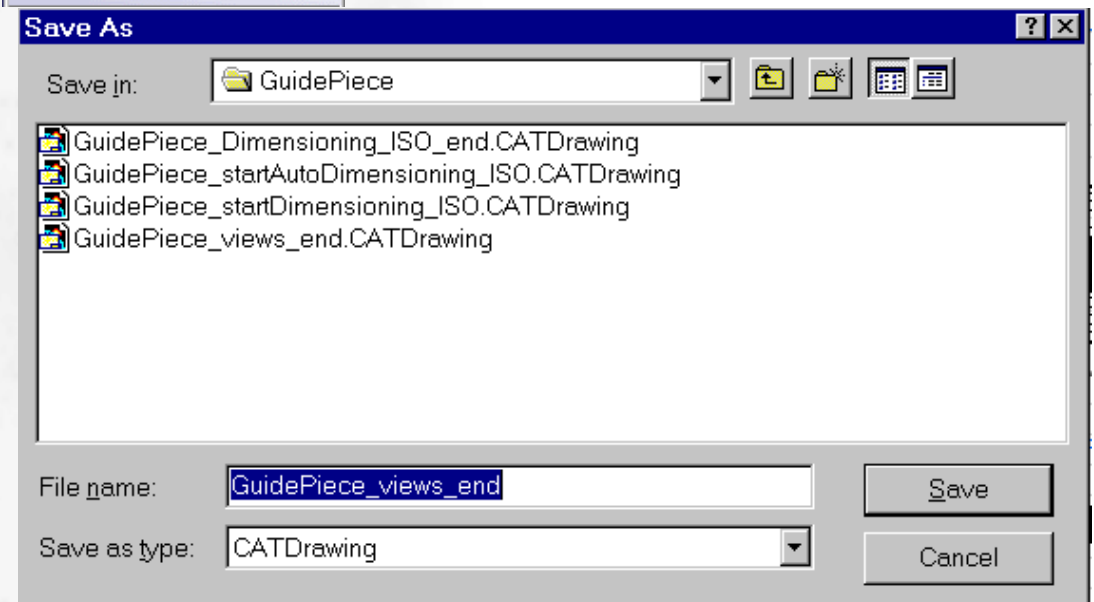 Save As
Save in: GuidePiece
GuidePiece_Dimensioning_ISO_end.CATDrawing
GuidePiece_startAutoDimensioning_ISO.CATDrawing
GuidePiece_startDimensioning_ISO.CATDrawing
GuidePiece_views_end.CATDrawing
File name: GuidePiece_views_end Save
Save as type: CATDrawing Cancel